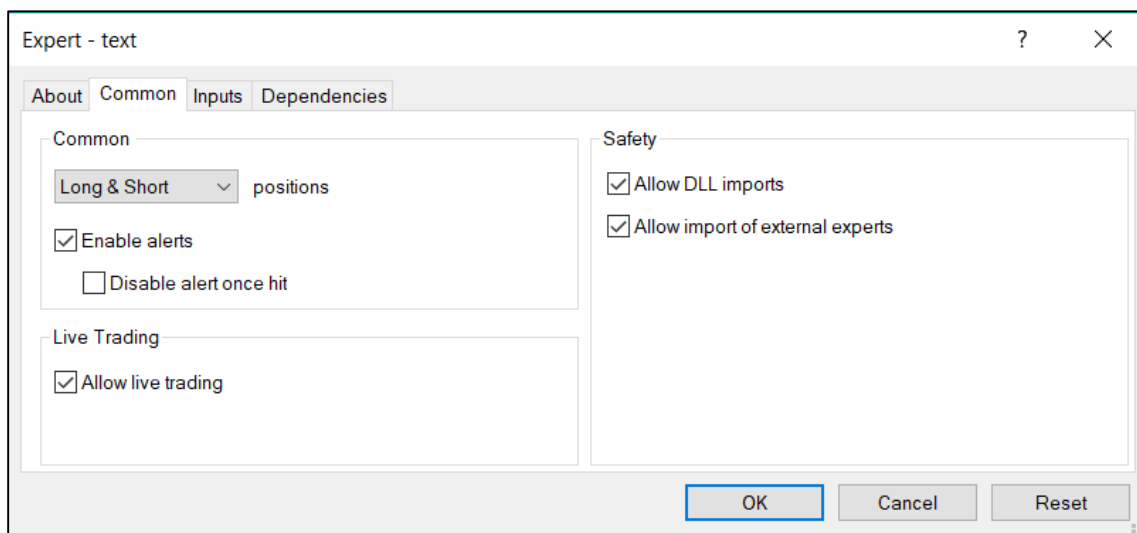 Expert - text
?
About Common Inputs Dependencies
Common
Long & Short positions
Enable alerts
Disable alert once hit
Live Trading
Allow live trading
Safety
Allow DLL imports
Allow import of external experts
OK Cancel Reset